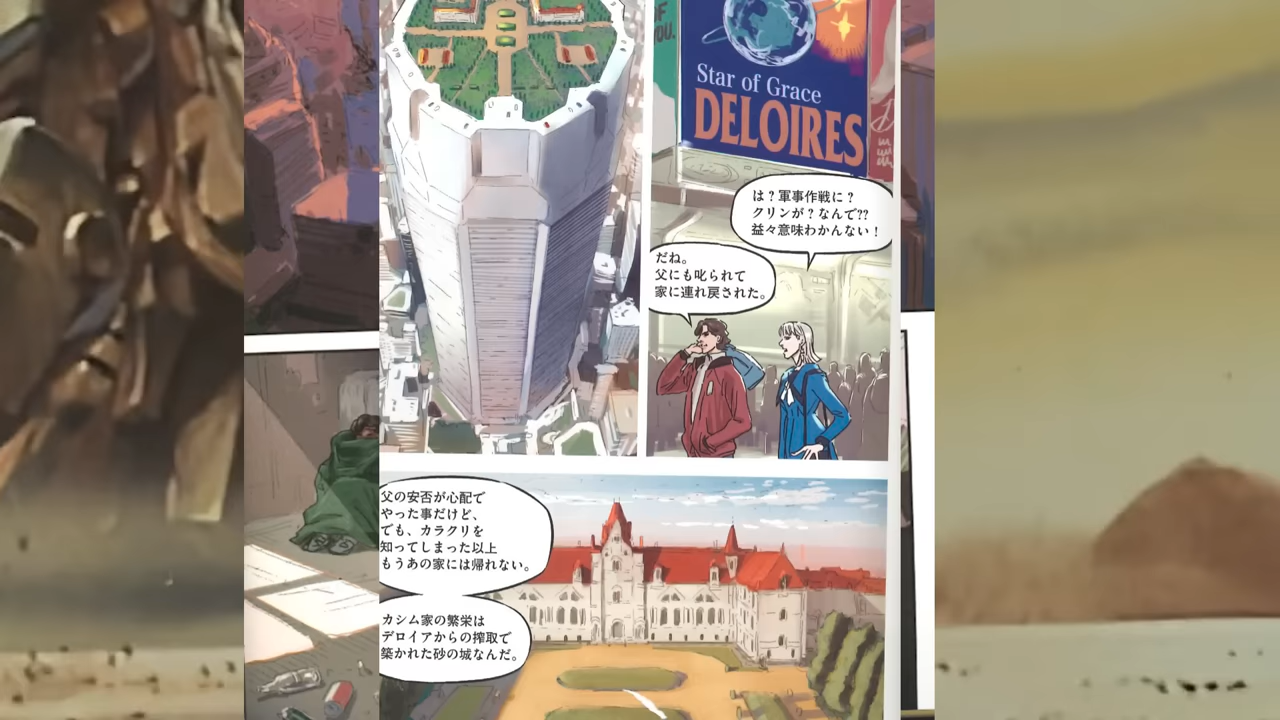 Star of Grace
DELOIRES
は？軍事作戦に？
クリンが？なんで??
益々意味わかんない！
だね。
父にも叱られて
家に連れ戻された。
父の安否が心配で
やった事だけど、
でも、カラクリを
知ってしまった以上
もうあの家には帰れない。
カシム家の繁栄は
デロイアからの搾取で
築かれた砂の城なんだ。